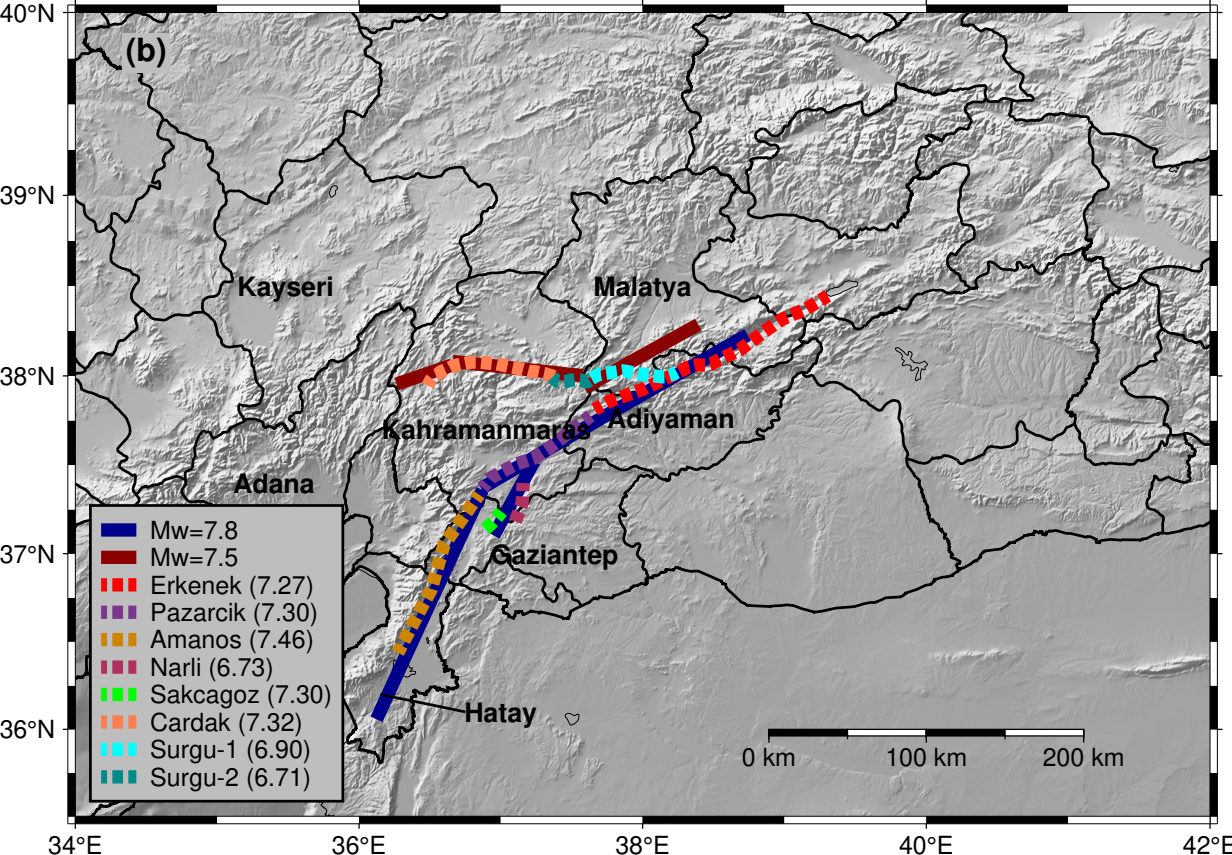 40°N
(b)
39°N
Kayseri
Malatya
38°N
Adiyaman
Kahramanmaras
Adana
37°N
Gaziantep
36°N
Hatay
Mw=7.8
Mw=7.5
Erkenek (7.27)
Pazarcik (7.30)
Amanos (7.46)
Narli (6.73)
Sakcagoz (7.30)
Cardak (7.32)
Surgu-1 (6.90)
Surgu-2 (6.71)
0 km 100 km 200 km
34°E 36°E 38°E 40°E 42°E